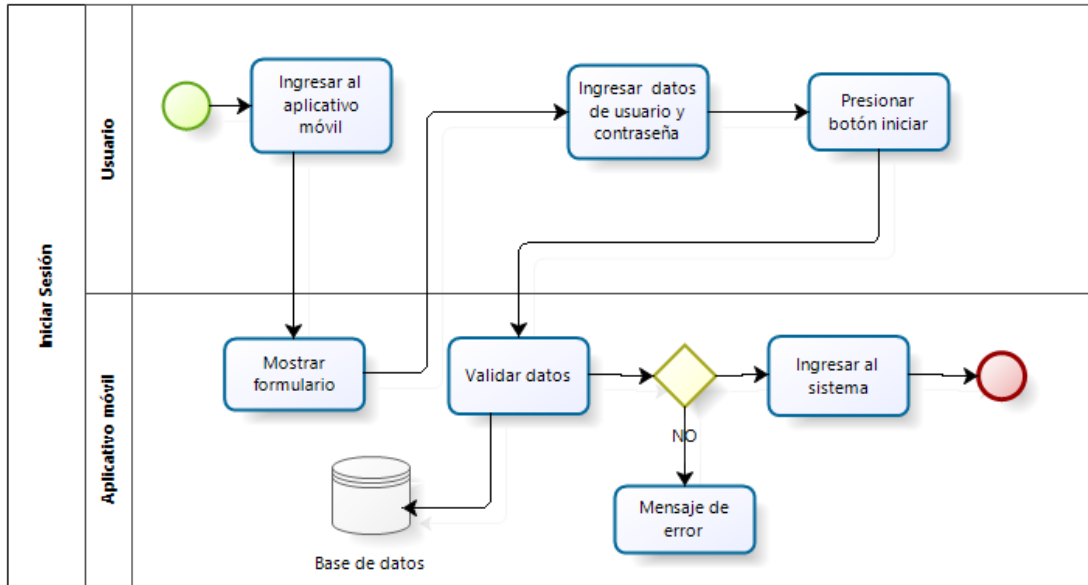 Iniciar Sesión
Usuario
Ingresar al
aplicativo
móvil
Ingresar datos
de usuario y
contraseña
Presionar
botón iniciar
Aplicativo móvil
Mostrar
formulario
Validar datos
Ingresar al
sistema
NO
Mensaje de
error
Base de datos